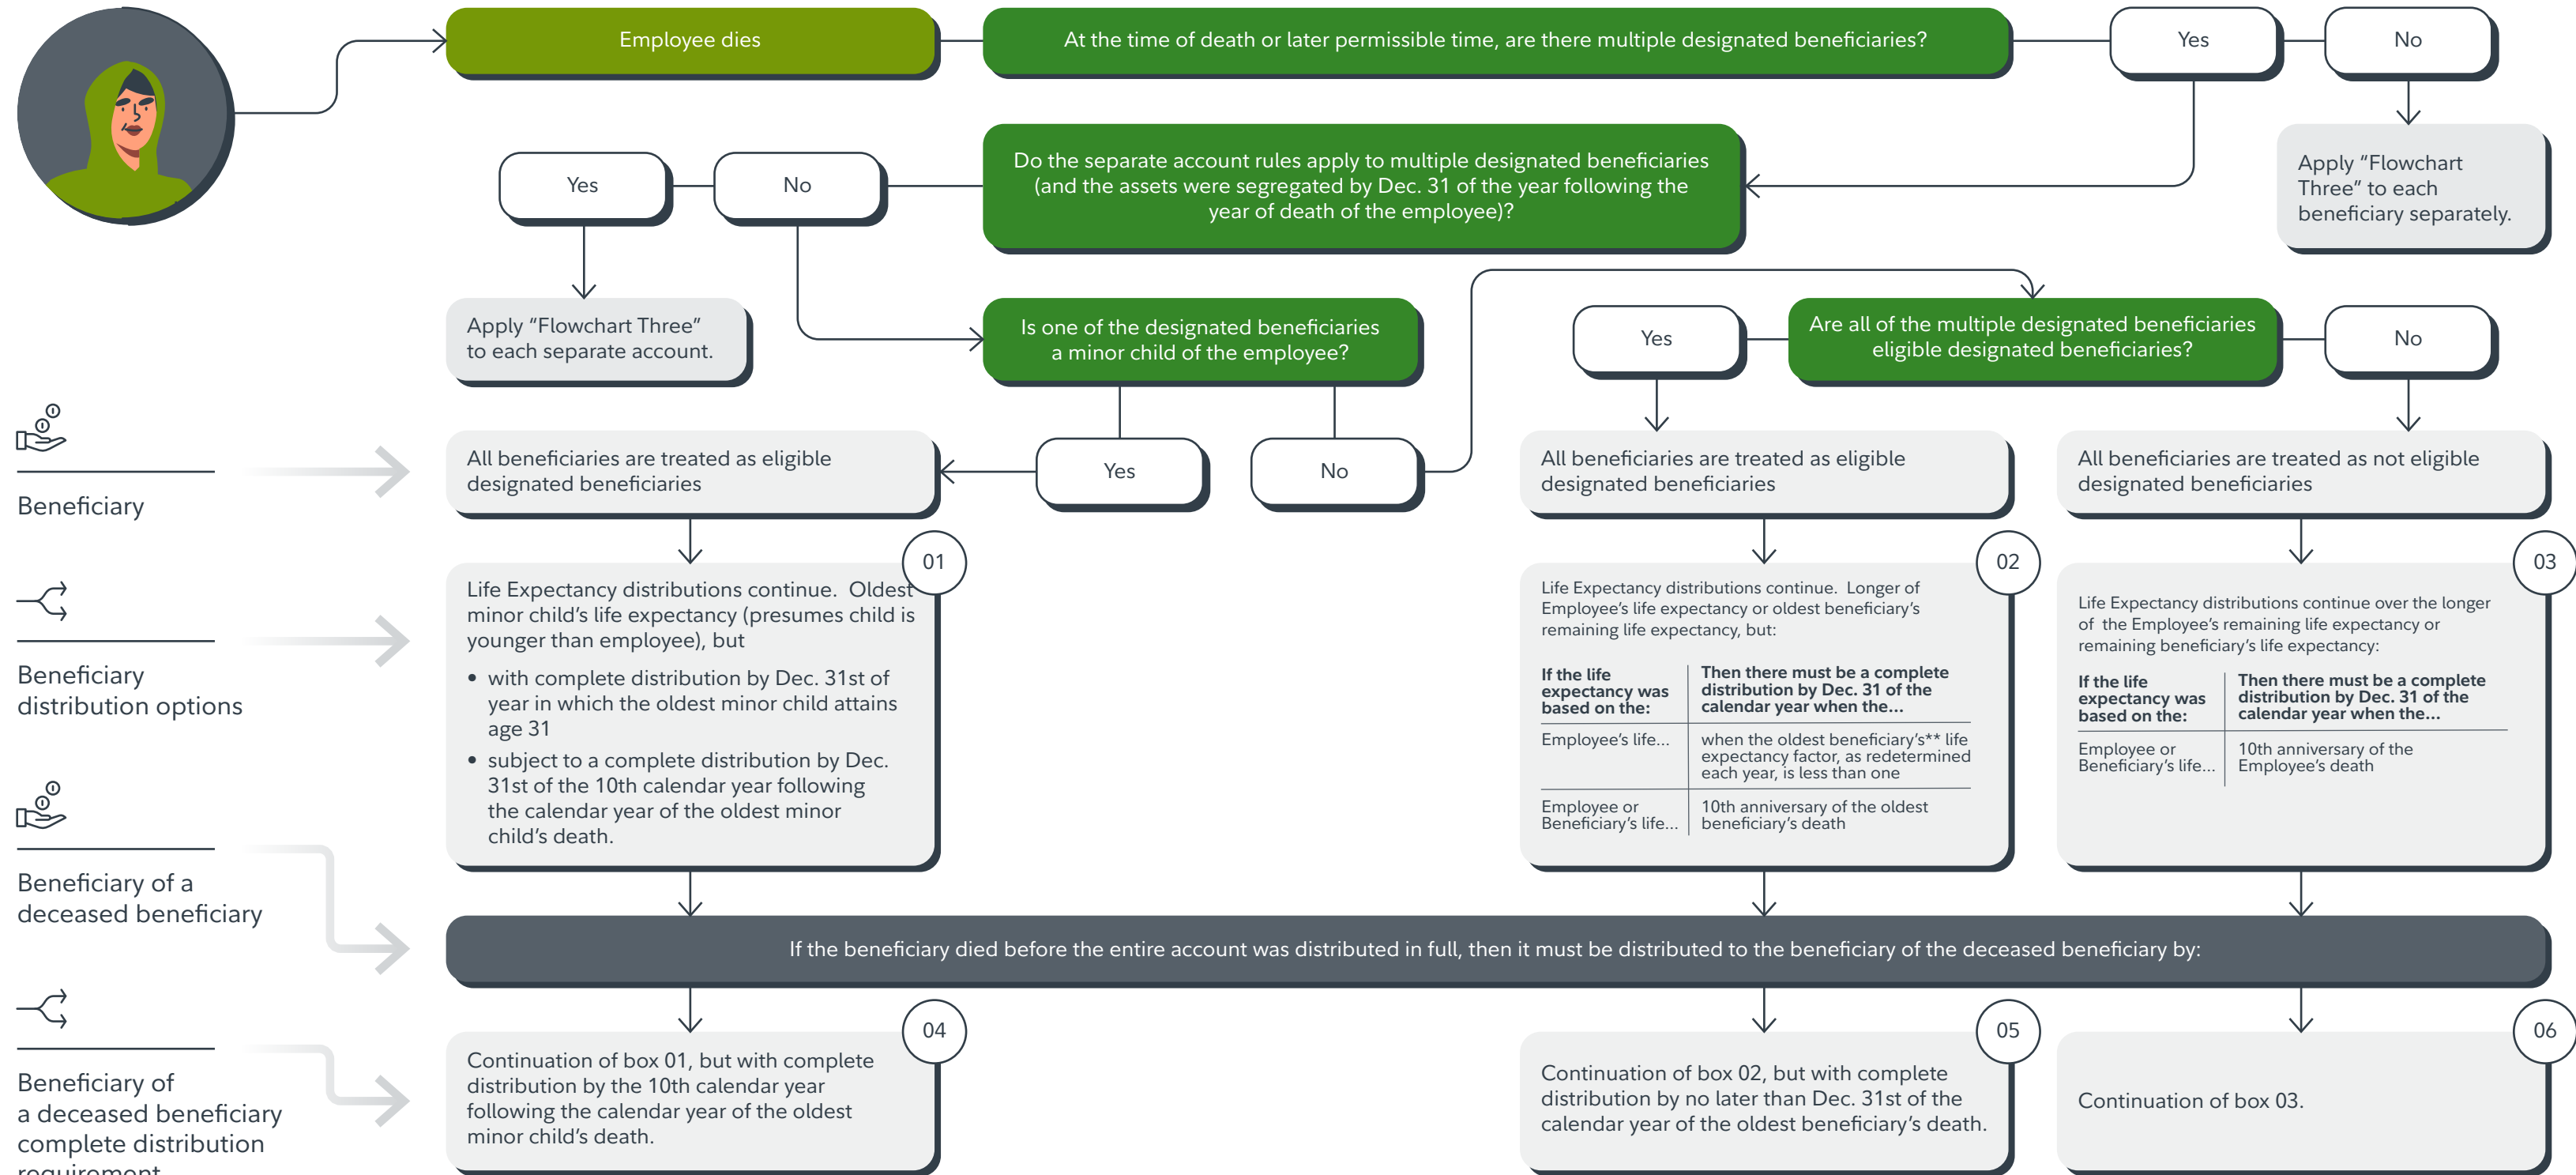 Employee dies
At the time of death or later permissible time, are there multiple designated beneficiaries?
Yes
No
Apply “Flowchart
Three” to each
beneficiary separately.
Do the separate account rules apply to multiple designated beneficiaries
(and the assets were segregated by Dec. 31 of the year following the
year of death of the employee)?
Yes
No
Apply “Flowchart Three”
to each separate account.
Is one of the designated beneficiaries
a minor child of the employee?
Yes
No
Are all of the multiple designated beneficiaries
eligible designated beneficiaries?
Yes
No
Beneficiary
All beneficiaries are treated as eligible
designated beneficiaries
All beneficiaries are treated as eligible
designated beneficiaries
All beneficiaries are treated as not eligible
designated beneficiaries
Beneficiary
distribution options
01
Life Expectancy distributions continue.  Oldest
minor child’s life expectancy (presumes child is
younger than employee), but
• with complete distribution by Dec. 31st of
year in which the oldest minor child attains
age 31
• subject to a complete distribution by Dec.
31st of the 10th calendar year following
the calendar year of the oldest minor
child’s death.
02
Life Expectancy distributions continue.  Longer of
Employee’s life expectancy or oldest beneficiary’s
remaining life expectancy, but:
If the life
expectancy was
based on the:
Then there must be a complete
distribution by Dec. 31 of the
calendar year when the...
Employee’s life...
when the oldest beneficiary’s** life
expectancy factor, as redetermined
each year, is less than one
Employee or
Beneficiary’s life...
10th anniversary of the oldest
beneficiary’s death
03
Life Expectancy distributions continue over the longer
of  the Employee’s remaining life expectancy or
remaining beneficiary’s life expectancy:
If the life
expectancy was
based on the:
Then there must be a complete
distribution by Dec. 31 of the
calendar year when the...
Employee or
Beneficiary’s life...
10th anniversary of the
Employee’s death
Beneficiary of a
deceased beneficiary
If the beneficiary died before the entire account was distributed in full, then it must be distributed to the beneficiary of the deceased beneficiary by:
Beneficiary of
a deceased beneficiary
complete distribution
requirement
04
Continuation of box 01, but with complete
distribution by the 10th calendar year
following the calendar year of the oldest
minor child’s death.
05
Continuation of box 02, but with complete
distribution by no later than Dec. 31st of the
calendar year of the oldest beneficiary’s death.
06
Continuation of box 03.